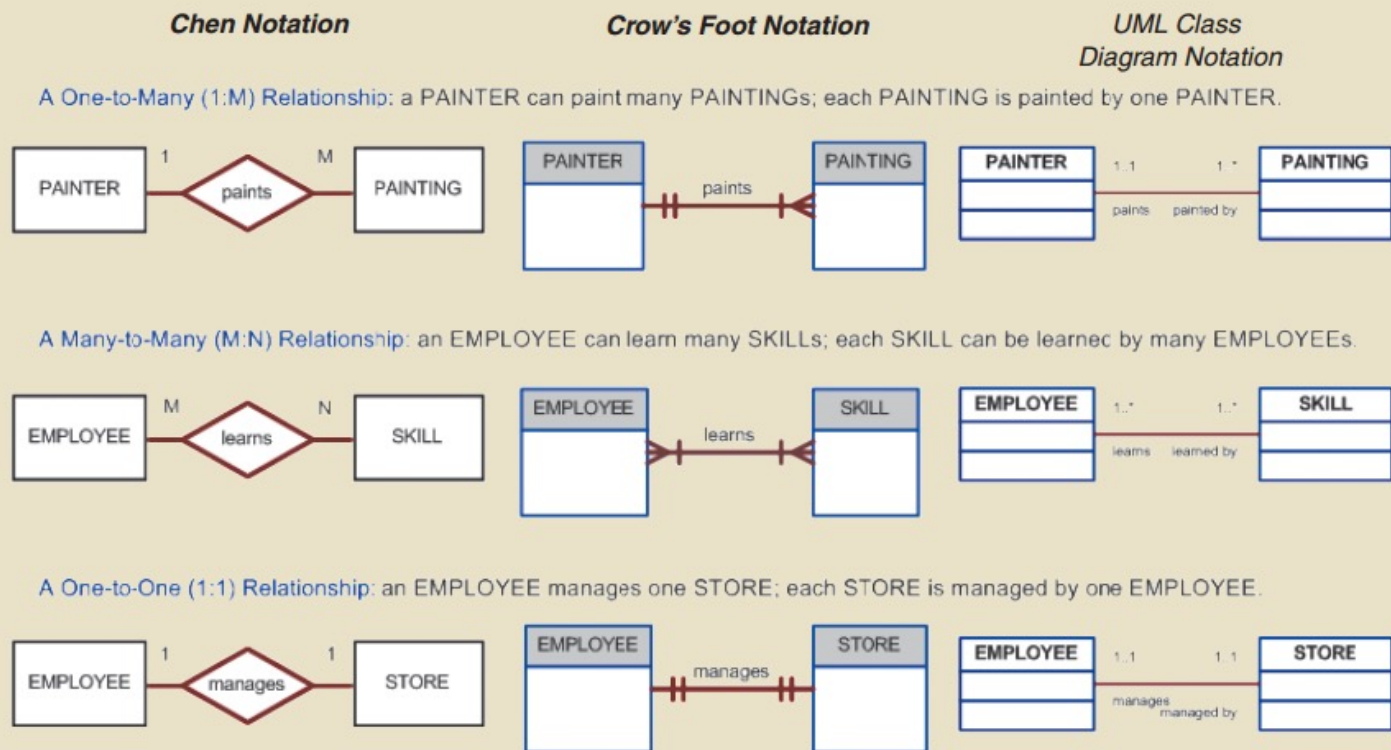 Chen Notation
Crow's Foot Notation
UML Class
Diagram Notation
A One-to-Many (1:M) Relationship: a PAINTER can paint many PAINTINGs; each PAINTING is painted by one PAINTER.
PAINTER
1
paints
M
PAINTING
PAINTER
paints
PAINTING
PAINTER
1..1
1..*
PAINTING
paints
painted by
A Many-to-Many (M:N) Relationship: an EMPLOYEE can learn many SKILLs; each SKILL can be learned by many EMPLOYEEs.
EMPLOYEE
M
learns
N
SKILL
EMPLOYEE
learns
SKILL
EMPLOYEE
1..*
1..*
SKILL
learns
learned by
A One-to-One (1:1) Relationship: an EMPLOYEE manages one STORE; each STORE is managed by one EMPLOYEE.
EMPLOYEE
1
manages
1
STORE
EMPLOYEE
manages
STORE
EMPLOYEE
1..1
1..1
STORE
manages
managed by